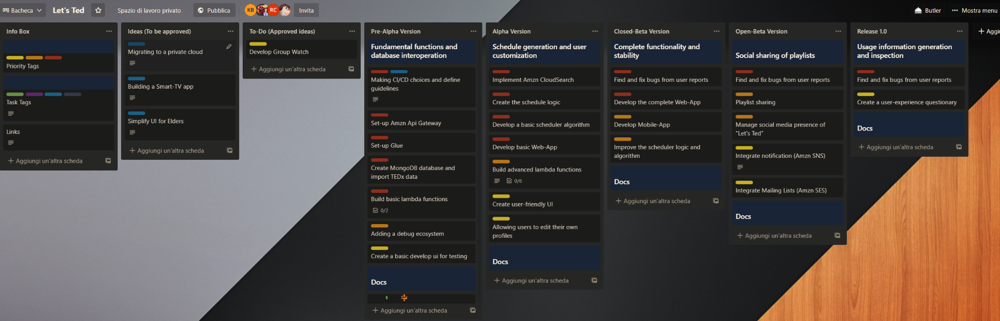 Bacheca
Let's Ted
Spazio di lavoro privato
Pubblica
KB
RC
Invita
Butler
Mostra menu
Info Box
Priority Tags
Task Tags
Links
Aggiungi un'altra scheda
Ideas (To be approved)
Migrating to a private cloud
Building a Smart-TV app
Simplify UI for Elders
Aggiungi un'altra scheda
To-Do (Approved ideas)
Develop Group Watch
Aggiungi un'altra scheda
Pre-Alpha Version
Fundamental functions and
database interoperation
Making CI/CD choices and define
guidelines
Set-up Amzn Api Gateway
Set-up Glue
Create MongoDB database and
import TEDx data
Build basic lambda functions
0/2
Adding a debug ecosystem
Create a basic develop ui for testing
Docs
Aggiungi un'altra scheda
Alpha Version
Schedule generation and user
customization
Implement Amzn CloudSearch
Create the schedule logic
Develop a basic scheduler algorithm
Develop basic Web-App
Build advanced lambda functions
0/6
Create user-friendly UI
Allowing users to edit their own
profiles
Docs
Aggiungi un'altra scheda
Closed-Beta Version
Complete functionality and
stability
Find and fix bugs from user reports
Develop the complete Web-App
Develop Mobile-App
Improve the scheduler logic and
algorithm
Docs
Aggiungi un'altra scheda
Open-Beta Version
Social sharing of playlists
Find and fix bugs from user reports
Playlist sharing
Manage social media presence of
"Let's Ted"
Integrate notification (Amzn SNS)
Integrate Mailing Lists (Amzn SES)
Docs
Aggiungi un'altra scheda
Release 1.0
Usage information generation
and inspection
Find and fix bugs from user reports
Create a user-experience questionary
Docs
Aggiungi un'altra scheda
Aggiu